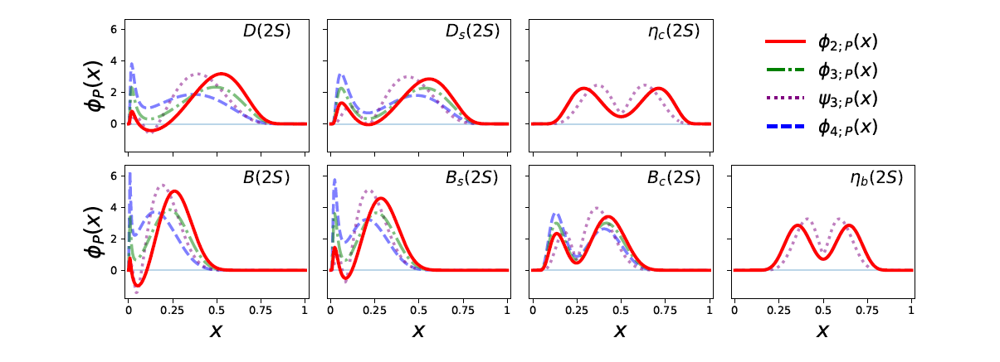 D(2S)
D_s(2S)
η_c(2S)
6
4
2
0
ϕ_P(x)
ϕ_{2;P}(x)
ϕ_{3;P}(x)
ψ_{3;P}(x)
ϕ_{4;P}(x)
B(2S)
B_s(2S)
B_c(2S)
η_b(2S)
6
4
2
0
ϕ_P(x)
0 0.25 0.5 0.75 1
0 0.25 0.5 0.75 1
0 0.25 0.5 0.75 1
0 0.25 0.5 0.75 1
x
x
x
x